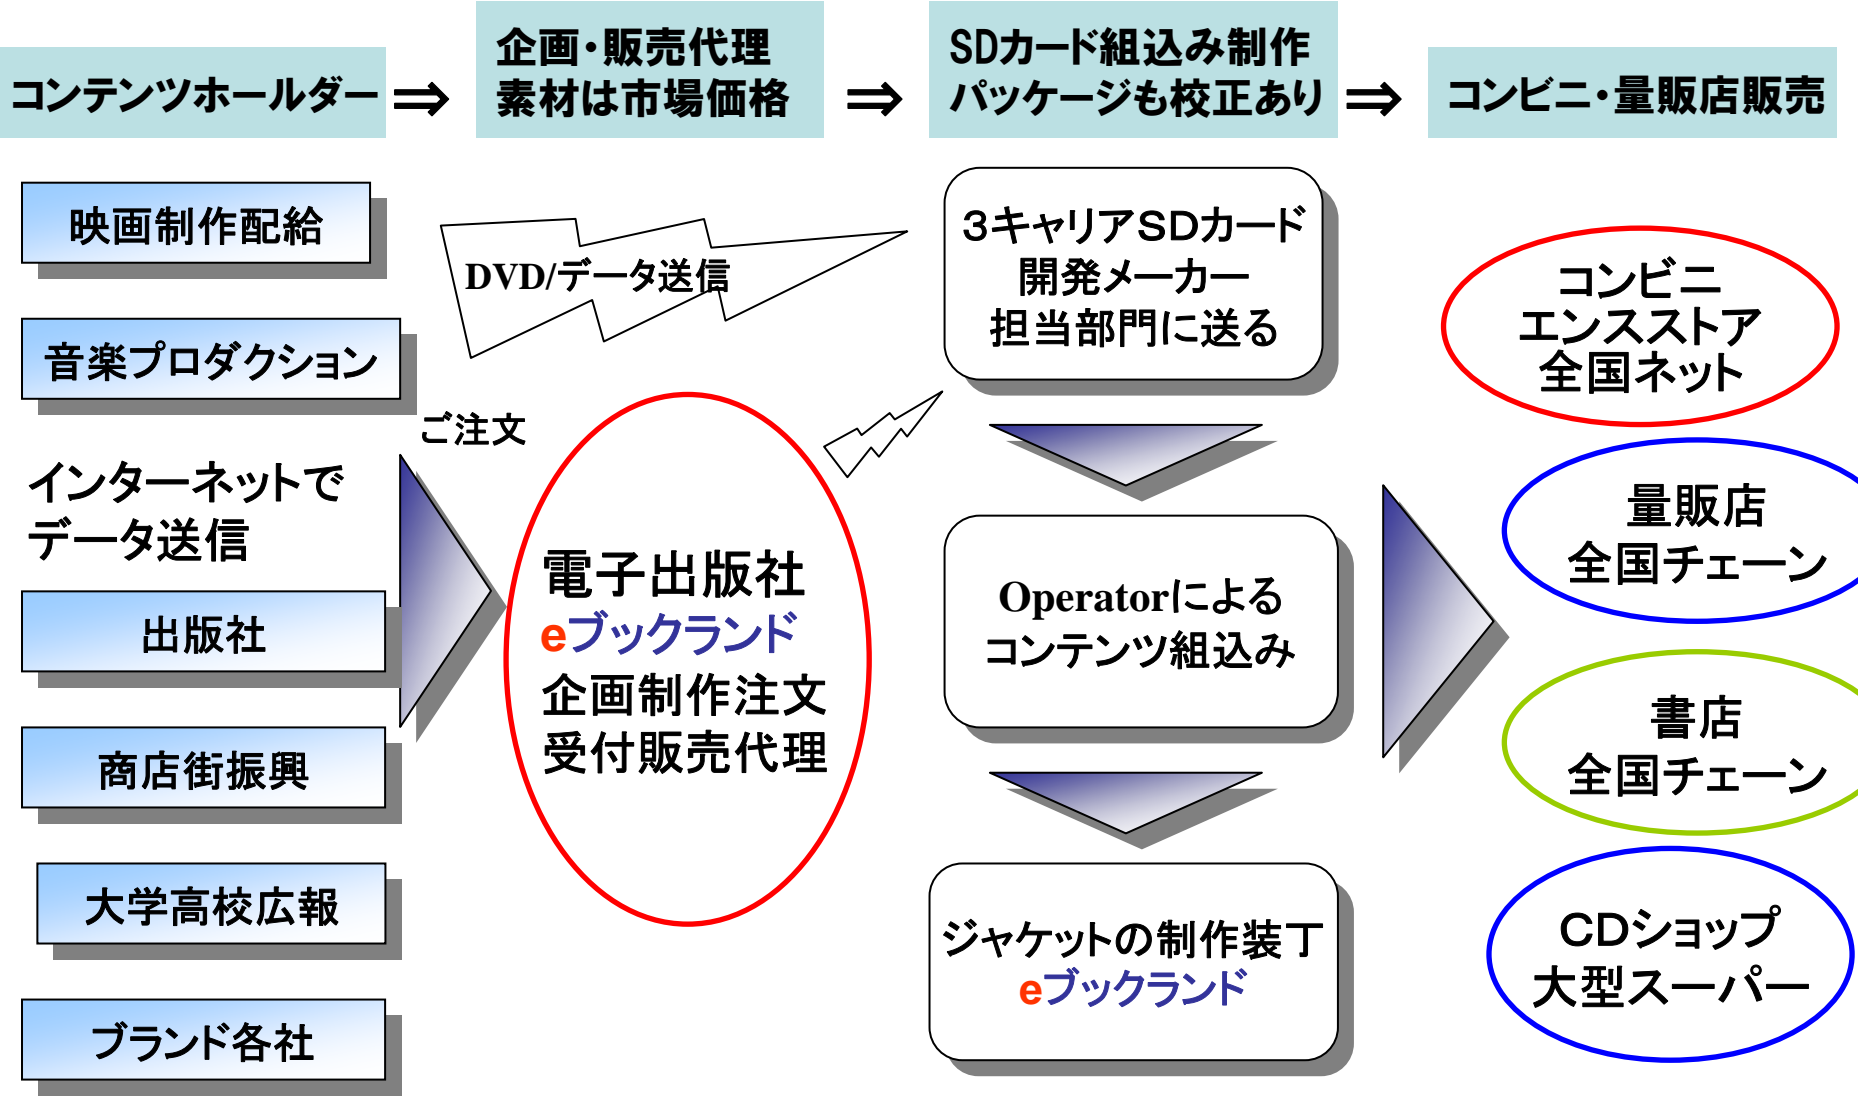 コンテンツホールダー
⇒
企画・販売代理
素材は市場価格
⇒
SDカード組込み制作
パッケージも校正あり
⇒
コンビニ・量販店販売
映画制作配給
音楽プロダクション
インターネットで
データ送信
出版社
商店街振興
大学高校広報
ブランド各社
DVD/データ送信
ご注文
電子出版社
eブックランド
企画制作注文
受付販売代理
３キャリアＳＤカード
開発メーカー
担当部門に送る
Operatorによる
コンテンツ組込み
ジャケットの制作装丁
eブックランド
コンビニ
エンスストア
全国ネット
量販店
全国チェーン
書店
全国チェーン
ＣＤショップ
大型スーパー